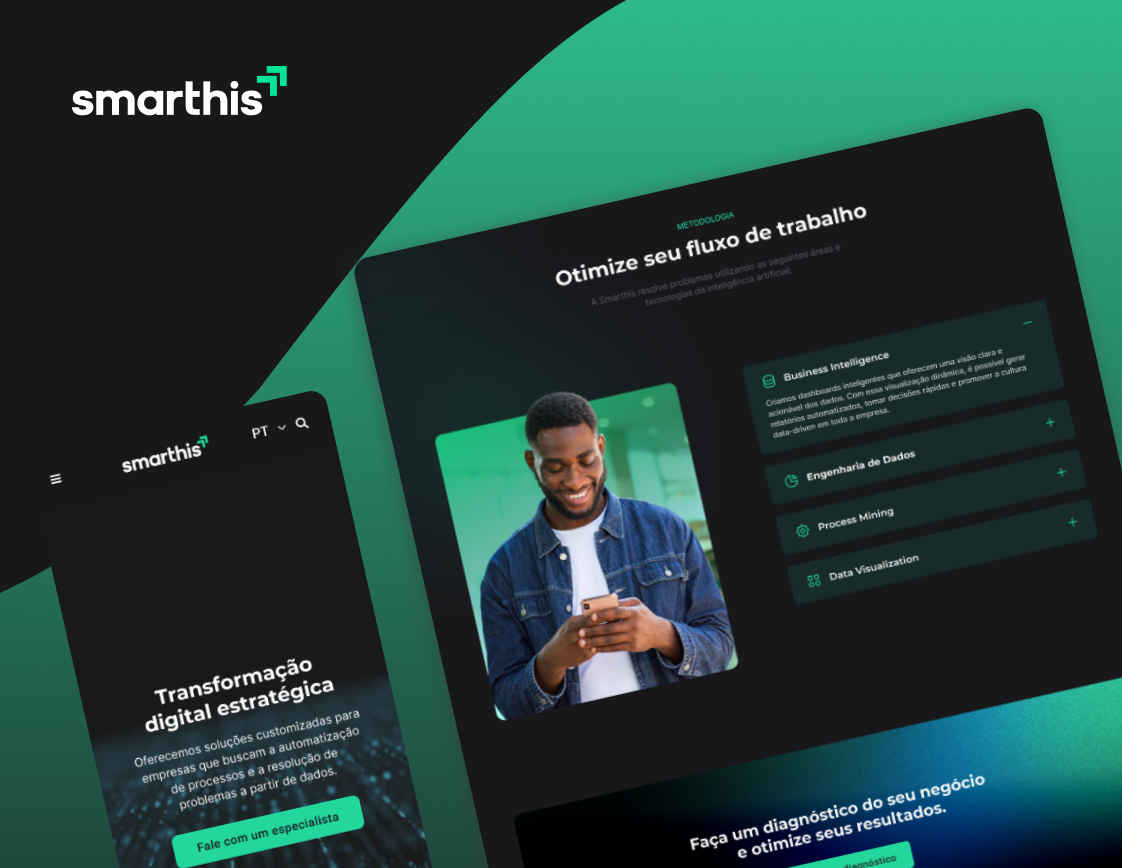 smarthis
METODOLOGIA
Otimize seu fluxo de trabalho
A Smarthis resolve problemas utilizando as seguintes áreas e
tecnologias da inteligência artificial:
Business Intelligence
Criamos dashboards inteligentes que oferecem uma visão clara e
acionável dos dados. Com essa visualização dinâmica, é possível gerar
relatórios automatizados, tomar decisões rápidas e promover a cultura
data-driven em toda a empresa.
Engenharia de Dados
Process Mining
Data Visualization
Faça um diagnóstico do seu negócio
e otimize seus resultados.
diagnóstico
smarthis
PT
Transformação
digital estratégica
Oferecemos soluções customizadas para
empresas que buscam a automatização
de processos e a resolução de
problemas a partir de dados.
Fale com um especialista